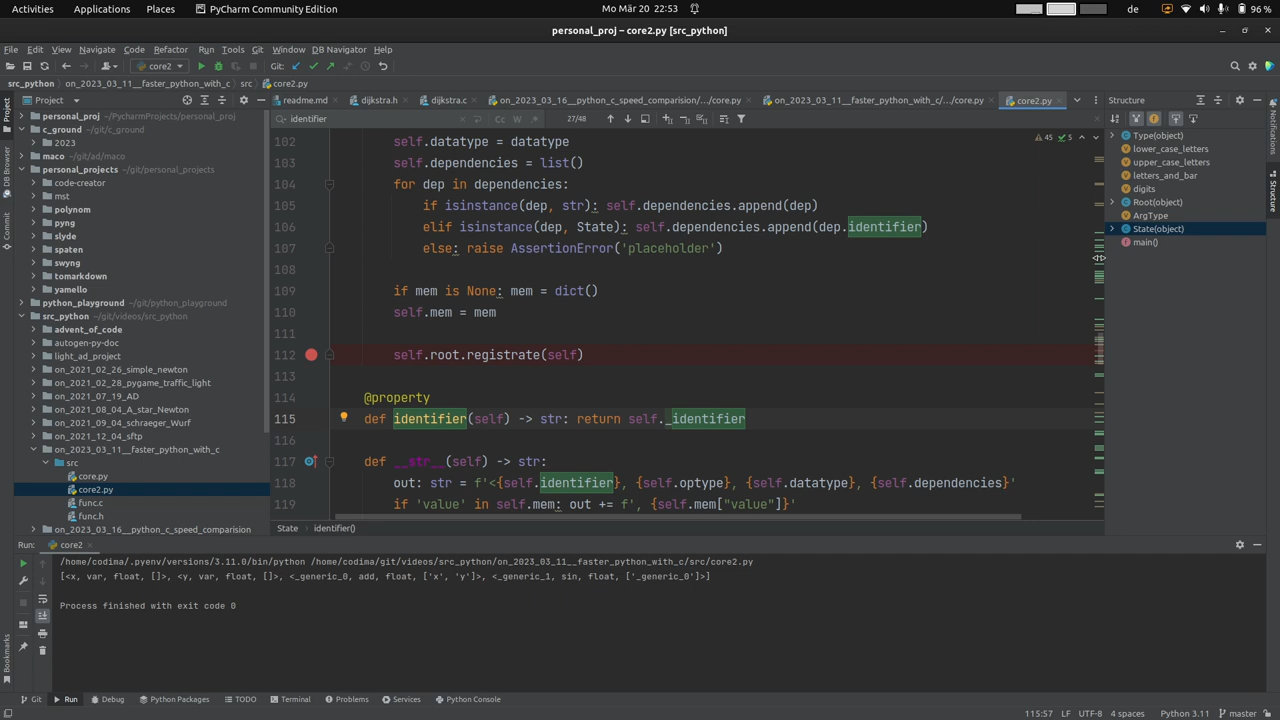 Activities Applications Places PyCharm Community Edition Mo Mär 20 22:53 de 96 %
personal_proj – core2.py [src_python]
File Edit View Navigate Code Refactor Run Tools Git Window DB Navigator Help
core2 Git:
src_python on_2023_03_11__faster_python_with_c src core2.py
Project readme.md dijkstra.h dijkstra.c on_2023_03_16__python_c_speed_comparision/.../core.py on_2023_03_11__faster_python_with_c/.../core.py core2.py Structure
identifier Cc W 27/48
personal_proj ~/PycharmProjects/personal_proj
c_ground ~/git/c_ground
2023
maco ~/git/ad/maco
personal_projects ~/git/personal_projects
code-creator
mst
polynom
pyng
slyde
spaten
swyng
tomarkdown
yamello
python_playground ~/git/python_playground
src_python ~/git/videos/src_python
advent_of_code
autogen-py-doc
light_ad_project
on_2021_02_26_simple_newton
on_2021_02_28_pygame_traffic_light
on_2021_07_19_AD
on_2021_08_04_A_star_Newton
on_2021_09_04_schraeger_Wurf
on_2021_12_04_sftp
on_2023_03_11__faster_python_with_c
src
core.py
core2.py
func.c
func.h
on_2023_03_16__python_c_speed_comparision
45 5
102 self.datatype = datatype
103 self.dependencies = list()
104 for dep in dependencies:
105 if isinstance(dep, str): self.dependencies.append(dep)
106 elif isinstance(dep, State): self.dependencies.append(dep.identifier)
107 else: raise AssertionError('placeholder')
108
109 if mem is None: mem = dict()
110 self.mem = mem
111
112 self.root.registrate(self)
113
114 @property
115 def identifier(self) -> str: return self._identifier
116
117 def __str__(self) -> str:
118 out: str = f'<{self.identifier}, {self.optype}, {self.datatype}, {self.dependencies}'
119 if 'value' in self.mem: out += f', {self.mem["value"]}'
State identifier()
Type(object)
lower_case_letters
upper_case_letters
letters_and_bar
digits
Root(object)
ArgType
State(object)
main()
Project
DB Browser
Commit
Bookmarks
Notifications
Structure
Run: core2
/home/codima/.pyenv/versions/3.11.0/bin/python /home/codima/git/videos/src_python/on_2023_03_11__faster_python_with_c/src/core2.py
[<x, var, float, []>, <y, var, float, []>, <_generic_0, add, float, ['x', 'y']>, <_generic_1, sin, float, ['_generic_0']>]
Process finished with exit code 0
Git Run Debug Python Packages TODO Terminal Problems Services Python Console
115:57 LF UTF-8 4 spaces Python 3.11 master